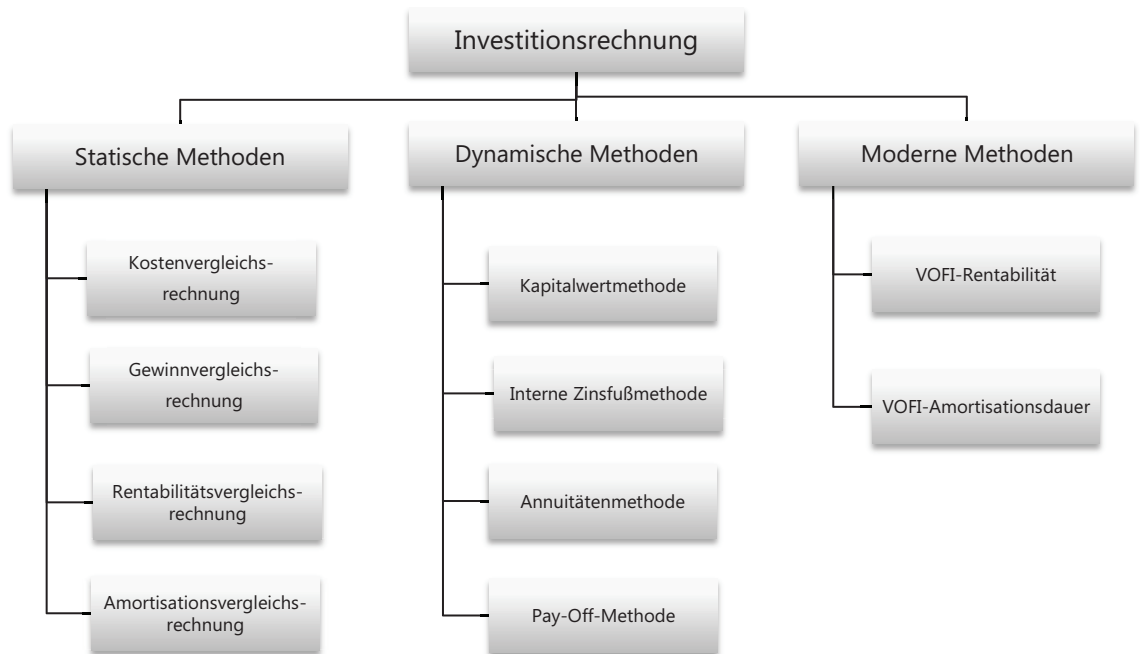 Investitionsrechnung
Statische Methoden
Kostenvergleichs-
rechnung
Gewinnvergleichs-
rechnung
Rentabilitätsvergleichs-
rechnung
Amortisationsvergleichs-
rechnung
Dynamische Methoden
Kapitalwertmethode
Interne Zinsfußmethode
Annuitätenmethode
Pay-Off-Methode
Moderne Methoden
VOFI-Rentabilität
VOFI-Amortisationsdauer